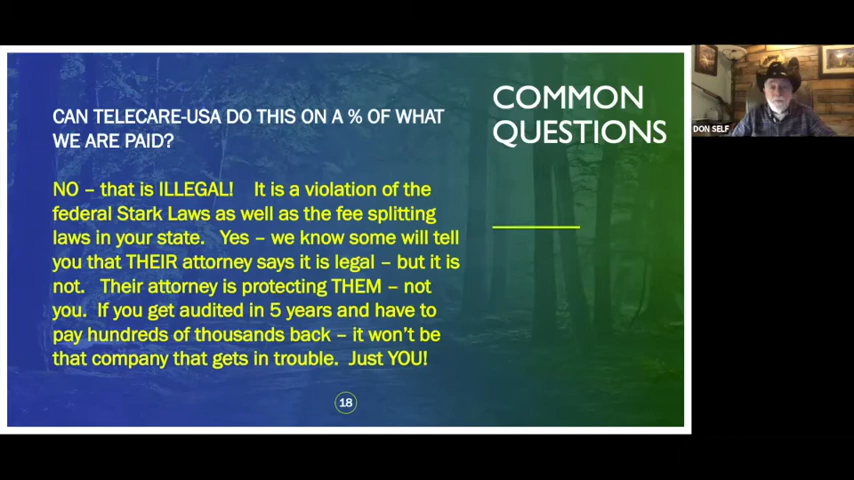 CAN TELECARE-USA DO THIS ON A % OF WHAT
WE ARE PAID?
NO – that is ILLEGAL! It is a violation of the
federal Stark Laws as well as the fee splitting
laws in your state. Yes – we know some will tell
you that THEIR attorney says it is legal – but it is
not. Their attorney is protecting THEM – not
you. If you get audited in 5 years and have to
pay hundreds of thousands back – it won't be
that company that gets in trouble. Just YOU!
18
COMMON
QUESTIONS
DON SELF